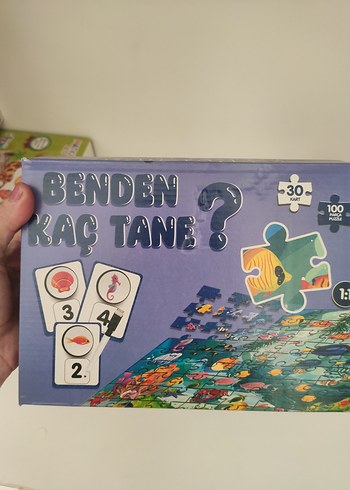 BENDEN
KAÇ TANE?
30
KART
100
PARÇA
PUZZLE
3
4
2.